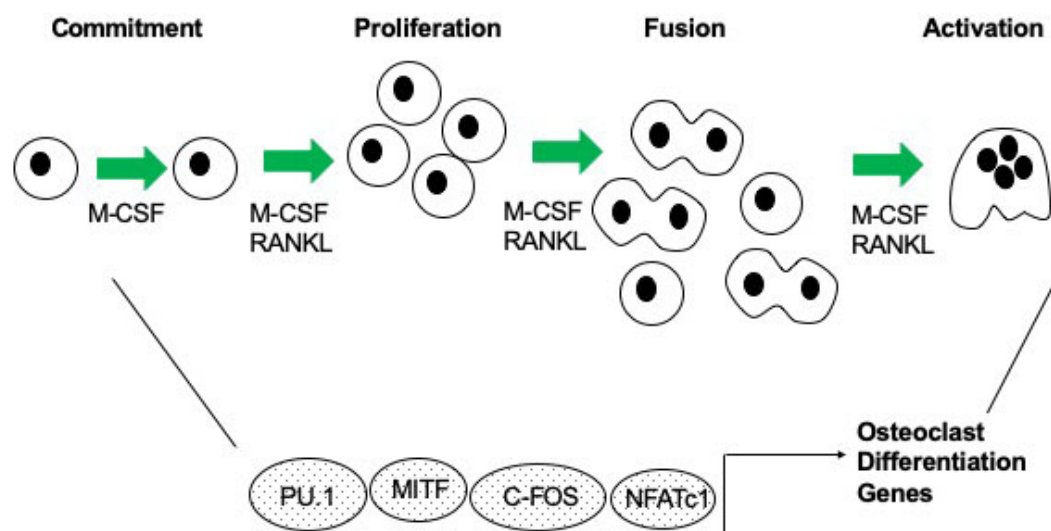 Commitment
Proliferation
Fusion
Activation
M-CSF
M-CSF
RANKL
M-CSF
RANKL
M-CSF
RANKL
Osteoclast
Differentiation
Genes
PU.1
MITF
C-FOS
NFATc1